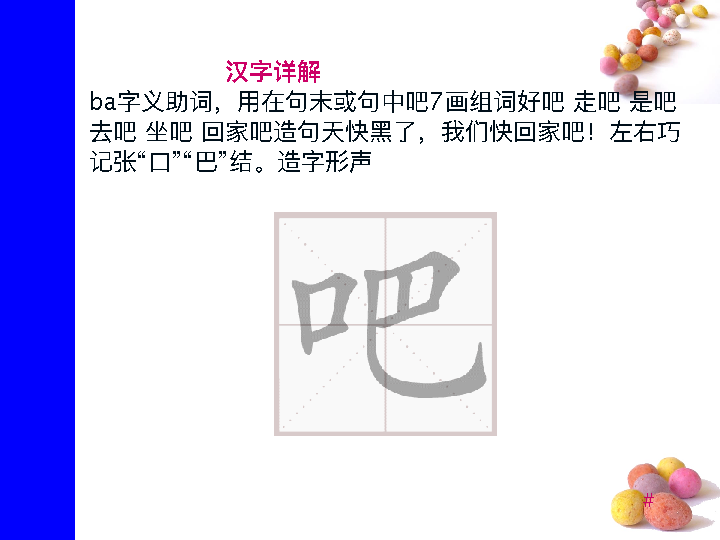 汉字详解
ba字义助词，用在句末或句中吧7画组词好吧 走吧 是吧
去吧 坐吧 回家吧造句天快黑了，我们快回家吧！左右巧
记张“口”“巴”结。造字形声
吧
#